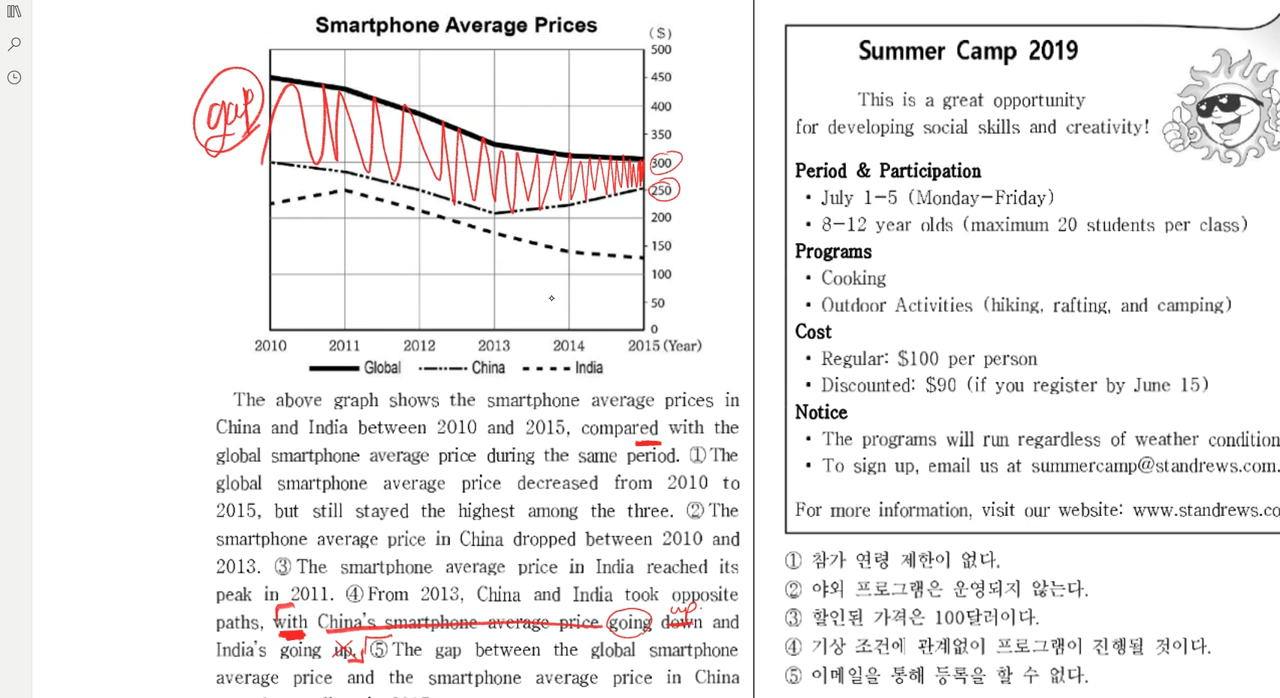 Smartphone Average Prices
($)
500
450
400
350
300
250
200
150
100
50
0
gap
2010 2011 2012 2013 2014 2015 (Year)
Global China India
The above graph shows the smartphone average prices in
China and India between 2010 and 2015, compared with the
global smartphone average price during the same period. ① The
global smartphone average price decreased from 2010 to
2015, but still stayed the highest among the three. ② The
smartphone average price in China dropped between 2010 and
2013. ③ The smartphone average price in India reached its
peak in 2011. ④ From 2013, China and India took opposite
up.
paths, with China's smartphone average price going down and
India's going up. ⑤ The gap between the global smartphone
average price and the smartphone average price in China
Summer Camp 2019
This is a great opportunity
for developing social skills and creativity!
Period & Participation
• July 1-5 (Monday-Friday)
• 8-12 year olds (maximum 20 students per class)
Programs
• Cooking
• Outdoor Activities (hiking, rafting, and camping)
Cost
• Regular: $100 per person
• Discounted: $90 (if you register by June 15)
Notice
• The programs will run regardless of weather condition
• To sign up, email us at summercamp@standrews.com.
For more information, visit our website: www.standrews.co
① 참가 연령 제한이 없다.
② 야외 프로그램은 운영되지 않는다.
③ 할인된 가격은 100달러이다.
④ 기상 조건에 관계없이 프로그램이 진행될 것이다.
⑤ 이메일을 통해 등록을 할 수 없다.